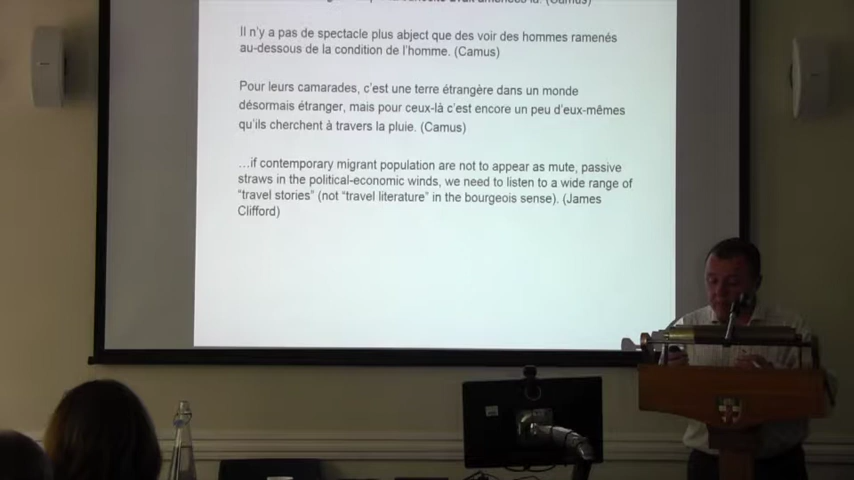 (Camus)
Il n'y a pas de spectacle plus abject que des voir des hommes ramenés
au-dessous de la condition de l'homme. (Camus)
Pour leurs camarades, c'est une terre étrangère dans un monde
désormais étranger, mais pour ceux-là c'est encore un peu d'eux-mêmes
qu'ils cherchent à travers la pluie. (Camus)
…if contemporary migrant population are not to appear as mute, passive
straws in the political-economic winds, we need to listen to a wide range of
"travel stories" (not "travel literature" in the bourgeois sense). (James
Clifford)